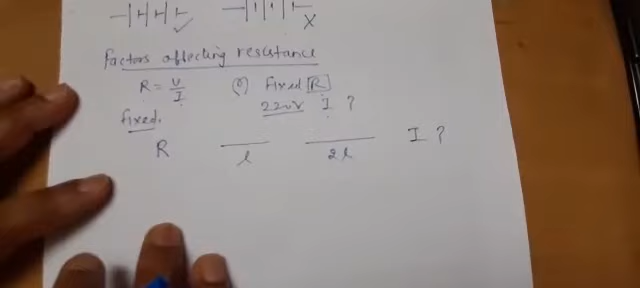 X
Factors affecting resistance
R = V/I (e) Fixed R
220V I ?
fixed.
R l 2l I ?